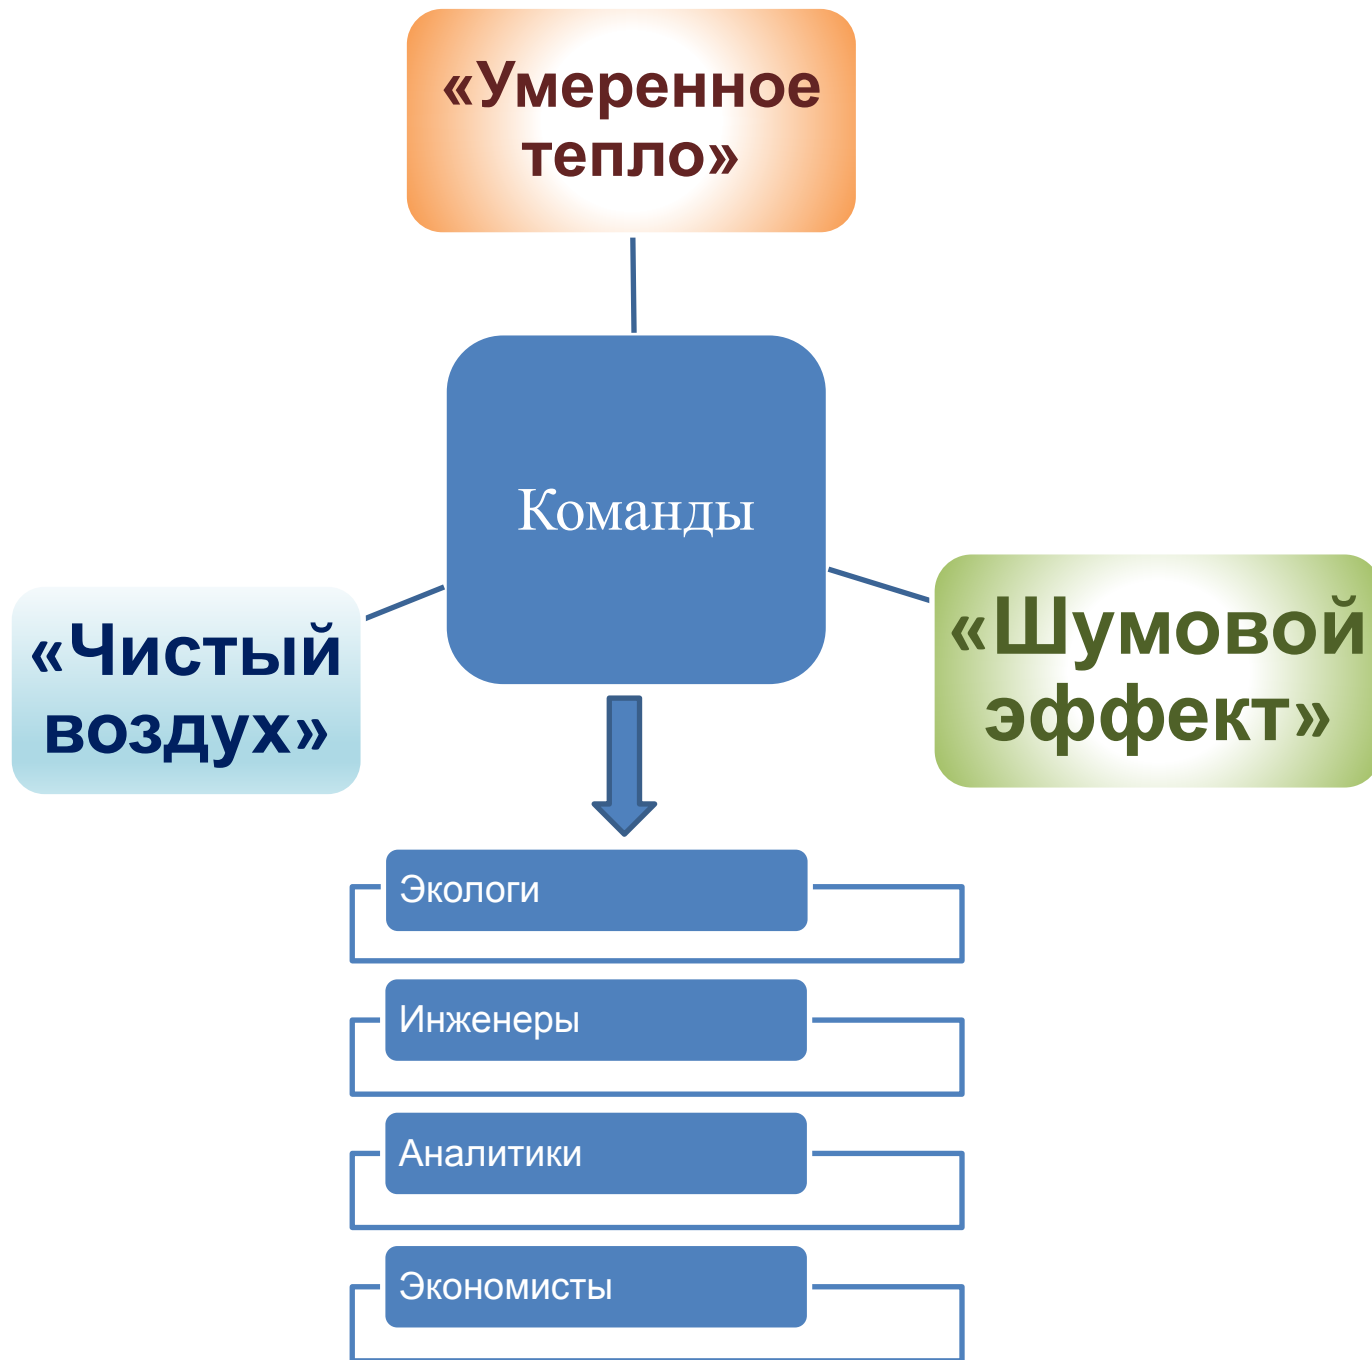 «Умеренное
тепло»
Команды
«Чистый
воздух»
«Шумовой
эффект»
Экологи
Инженеры
Аналитики
Экономисты